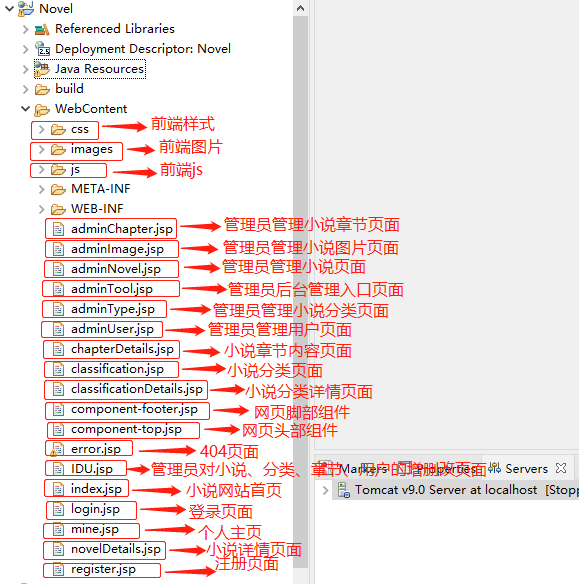 Novel
Referenced Libraries
Deployment Descriptor: Novel
Java Resources
build
WebContent
css 前端样式
images 前端图片
js 前端js
META-INF
WEB-INF
adminChapter.jsp 管理员管理小说章节页面
adminImage.jsp 管理员管理小说图片页面
adminNovel.jsp 管理员管理小说页面
adminTool.jsp 管理员后台管理入口页面
adminType.jsp 管理员管理小说分类页面
adminUser.jsp 管理员管理用户页面
chapterDetails.jsp 小说章节内容页面
classification.jsp 小说分类页面
classificationDetails.jsp 小说分类详情页面
component-footer.jsp 网页脚部组件
component-top.jsp 网页头部组件
error.jsp 404页面
IDU.jsp 管理员对小说、分类、章节、用户的增删改页面
Markers Properties Servers
index.jsp 小说网站首页
Tomcat v9.0 Server at localhost [Stopp
login.jsp 登录页面
mine.jsp 个人主页
novelDetails.jsp 小说详情页面
register.jsp 注册页面